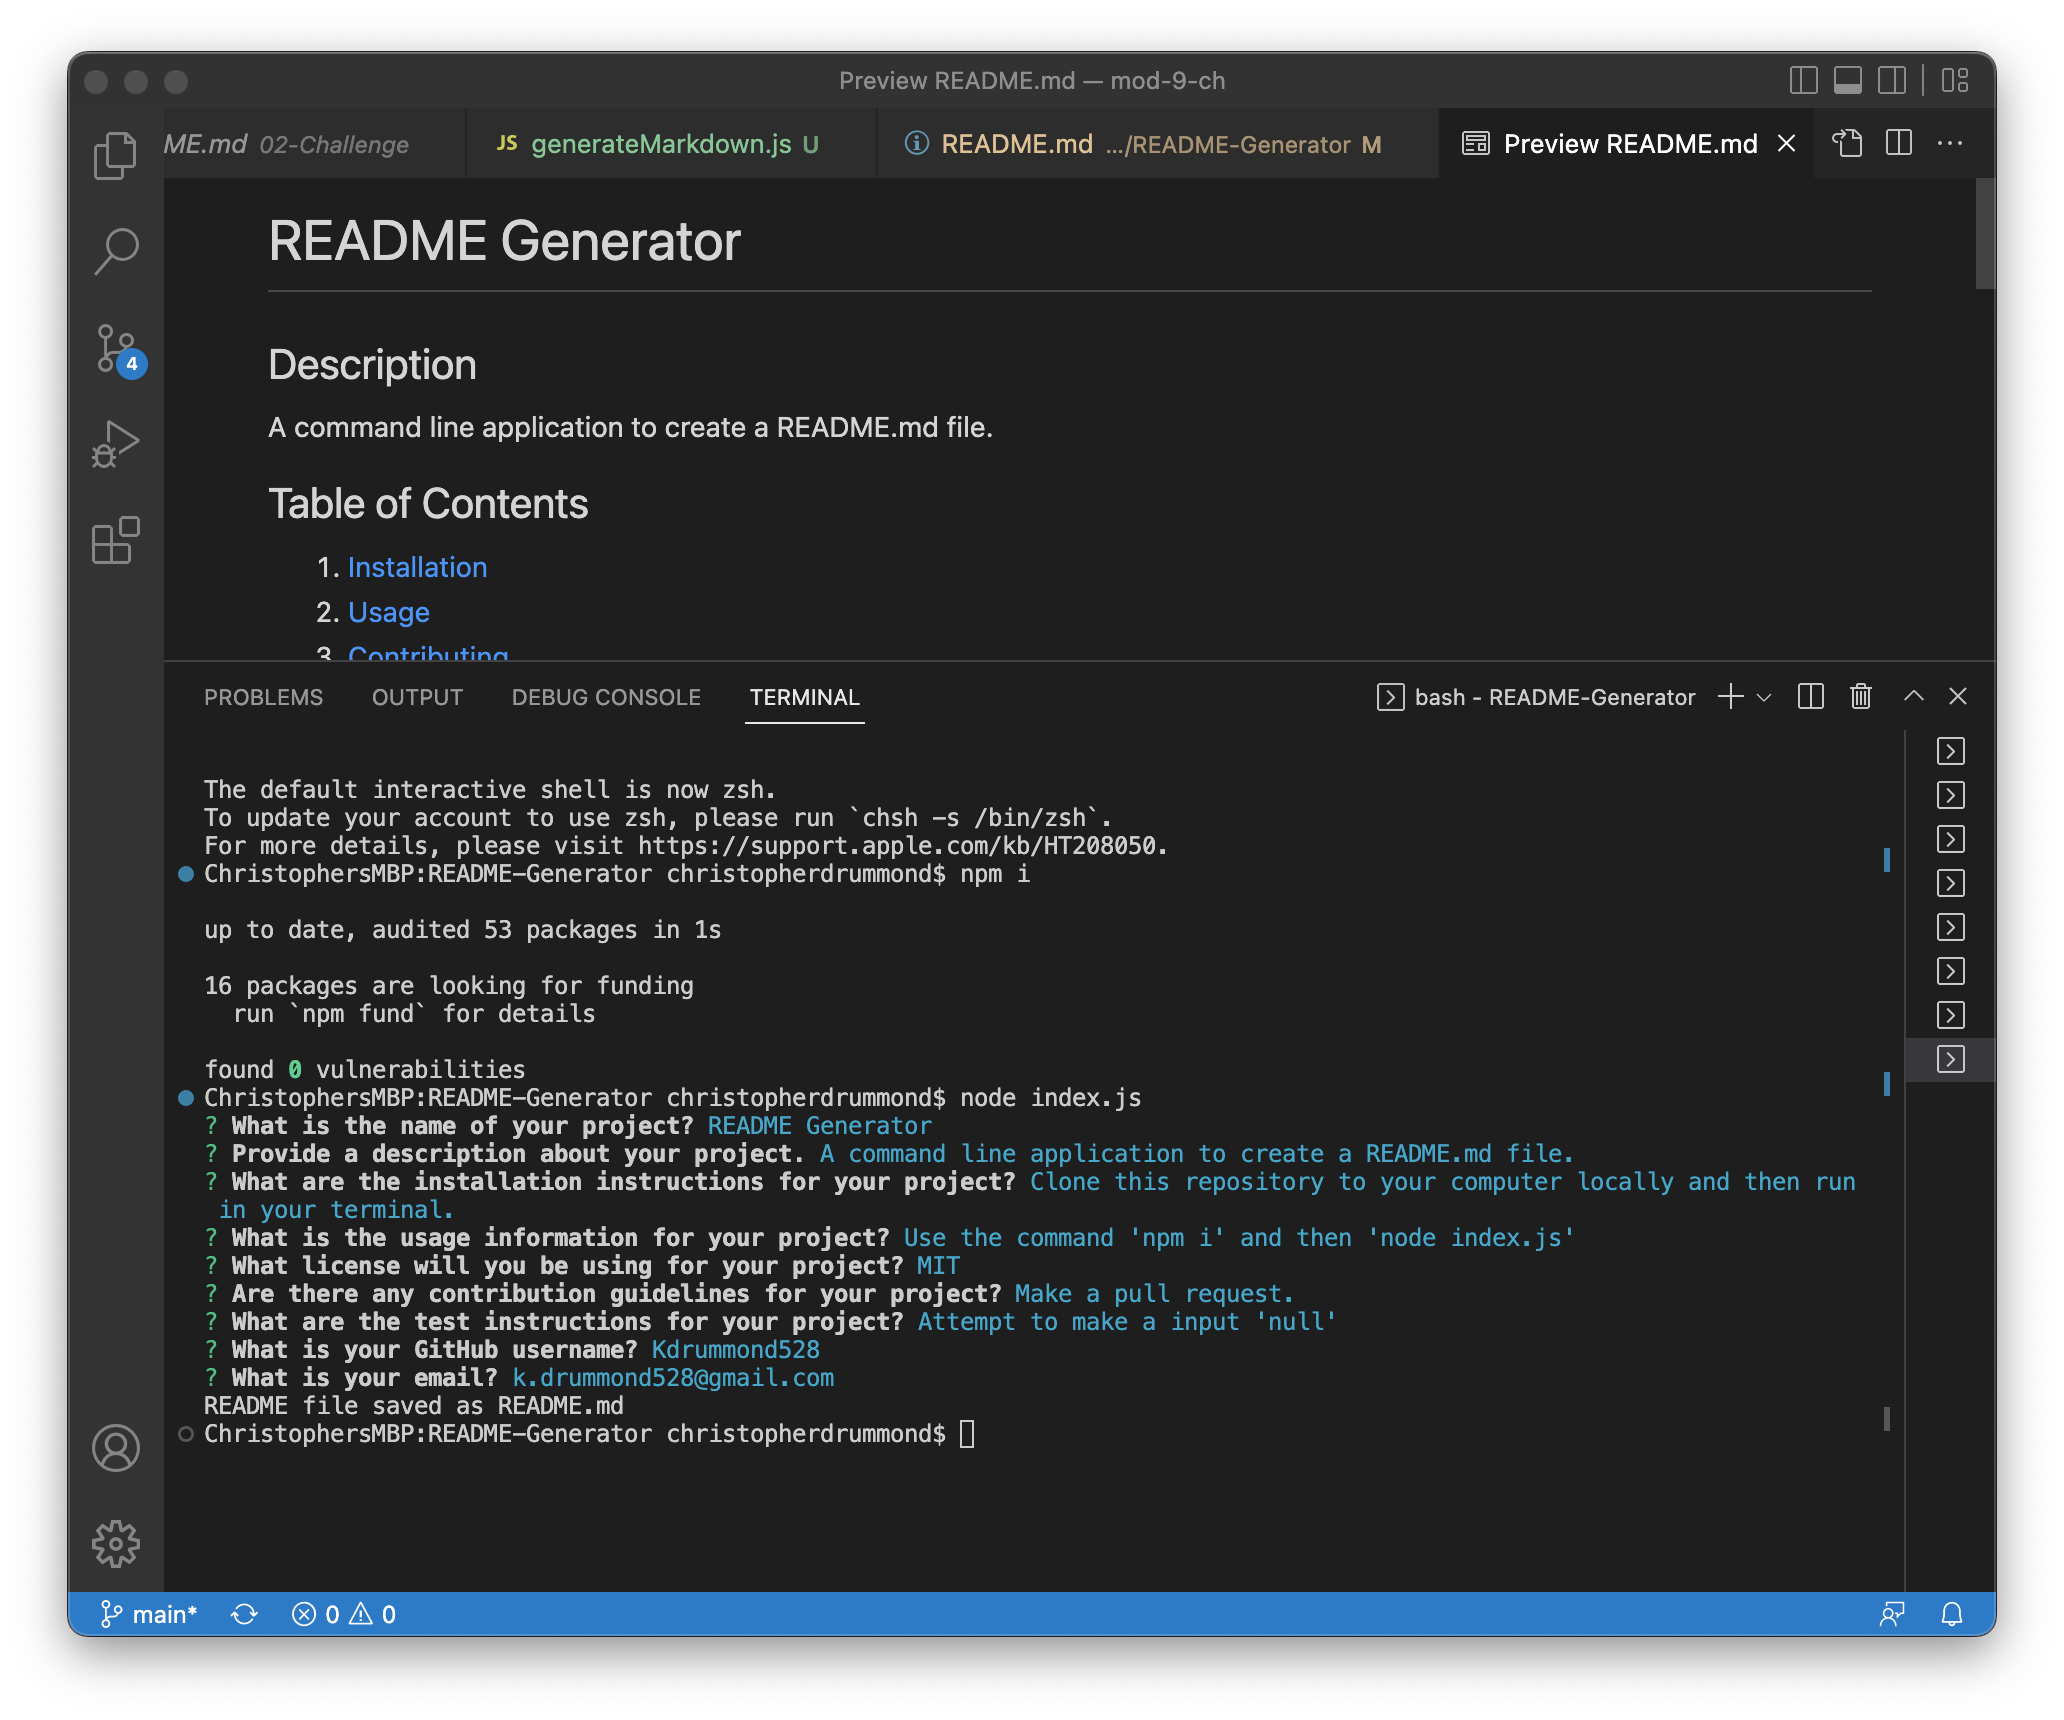 Preview README.md — mod-9-ch
ME.md 02-Challenge
JS generateMarkdown.js U
README.md .../README-Generator M
Preview README.md
README Generator
4
Description
A command line application to create a README.md file.
Table of Contents
1. Installation
2. Usage
3. Contributing
PROBLEMS OUTPUT DEBUG CONSOLE TERMINAL bash - README-Generator
The default interactive shell is now zsh.
To update your account to use zsh, please run `chsh -s /bin/zsh`.
For more details, please visit https://support.apple.com/kb/HT208050.
ChristophersMBP:README-Generator christopherdrummond$ npm i
up to date, audited 53 packages in 1s
16 packages are looking for funding
run `npm fund` for details
found 0 vulnerabilities
ChristophersMBP:README-Generator christopherdrummond$ node index.js
? What is the name of your project? README Generator
? Provide a description about your project. A command line application to create a README.md file.
? What are the installation instructions for your project? Clone this repository to your computer locally and then run
in your terminal.
? What is the usage information for your project? Use the command 'npm i' and then 'node index.js'
? What license will you be using for your project? MIT
? Are there any contribution guidelines for your project? Make a pull request.
? What are the test instructions for your project? Attempt to make a input 'null'
? What is your GitHub username? Kdrummond528
? What is your email? k.drummond528@gmail.com
README file saved as README.md
ChristophersMBP:README-Generator christopherdrummond$
main* 0 0